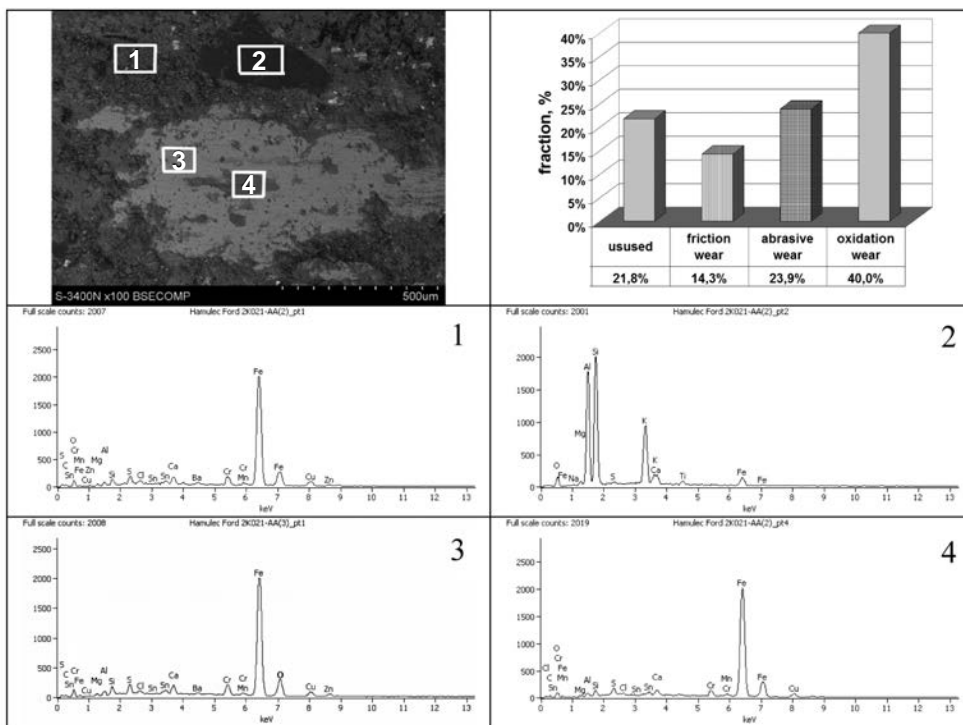 1
2
3
4
S-3400N x100 BSECOMP
500um
fraction, %
40%
35%
30%
25%
20%
15%
10%
5%
0%
usused
friction wear
abrasive wear
oxidation wear
21,8%
14,3%
23,9%
40,0%
Full scale counts: 2007
Hamulec Ford 2K021-AA(2)_pt1
1
2500
2000
1500
1000
500
0
Fe
O
S Cr Al
C Mn Mg
Sn Fe Zn
Cu Si S Cl Sn Sn Ca Ba Cr Cr Mn Fe Cu Zn
0 1 2 3 4 5 6 7 8 9 10 11 12 13
keV
Full scale counts: 2001
Hamulec Ford 2K021-AA(2)_pt2
2
2000
1500
1000
500
0
Si
Al
K
Mg
O Fe Na S K Ca Ti Fe Fe
0 1 2 3 4 5 6 7 8 9 10 11 12 13
keV
Full scale counts: 2008
Hamulec Ford 2K021-AA(3)_pt1
3
2500
2000
1500
1000
500
0
Fe
S
C Cr Al
Sn Fe Mg
Cu Si S Cl Sn Sn Ca Ba Cr Cr Mn O Cu Zn
0 1 2 3 4 5 6 7 8 9 10 11 12 13
keV
Full scale counts: 2019
Hamulec Ford 2K021-AA(2)_pt4
4
2500
2000
1500
1000
500
0
Fe
O
Cl Cr
C Fe
Sn Mn Al
Mg Si S Cl Sn Sn Ca Cr Mn Cr Fe Cu
0 1 2 3 4 5 6 7 8 9 10 11 12 13
keV